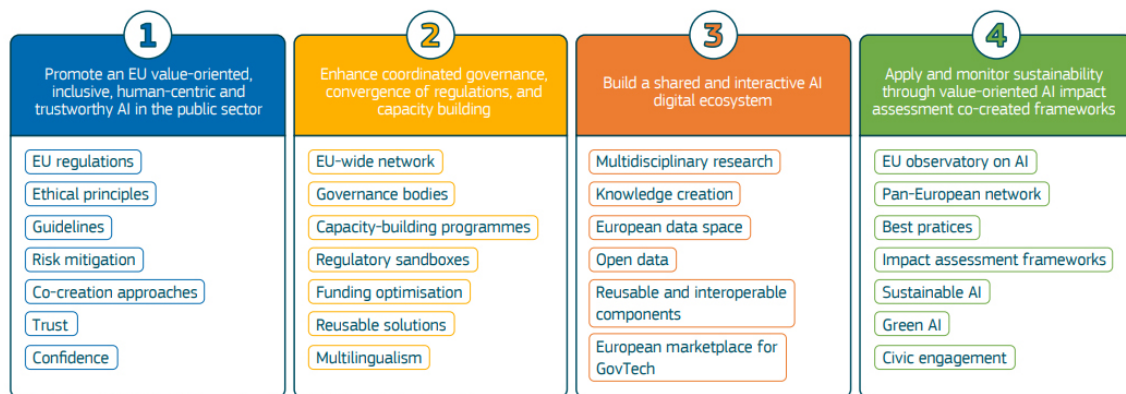 1
Promote an EU value-oriented,
inclusive, human-centric and
trustworthy AI in the public sector
EU regulations
Ethical principles
Guidelines
Risk mitigation
Co-creation approaches
Trust
Confidence
2
Enhance coordinated governance,
convergence of regulations, and
capacity building
EU-wide network
Governance bodies
Capacity-building programmes
Regulatory sandboxes
Funding optimisation
Reusable solutions
Multilingualism
3
Build a shared and interactive AI
digital ecosystem
Multidisciplinary research
Knowledge creation
European data space
Open data
Reusable and interoperable
components
European marketplace for
GovTech
4
Apply and monitor sustainability
through value-oriented AI impact
assessment co-created frameworks
EU observatory on AI
Pan-European network
Best pratices
Impact assessment frameworks
Sustainable AI
Green AI
Civic engagement